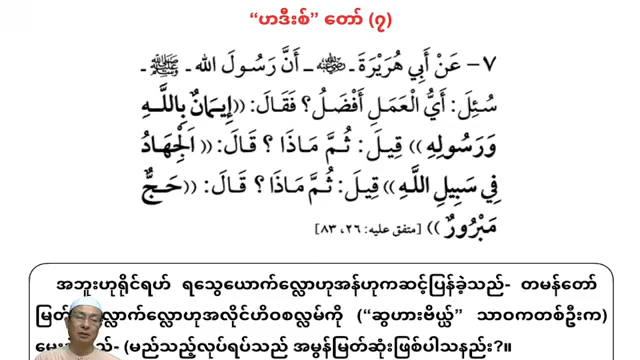 “ဟဒီးစ်” တော် (၇)
٧- عَنْ أَبِي هُرَيْرَةَ - رضي الله عنه - أَنَّ رَسُولَ الله - ﷺ -
سُئِلَ: أَيُّ الْعَمَلِ أَفْضَلُ؟ فَقَالَ: ((إِيمَانٌ بِاللَّهِ
وَرَسُولِهِ)) قِيلَ: ثُمَّ مَاذَا؟ قَالَ: ((الْجِهَادُ
فِي سَبِيلِ اللَّهِ)) قِيلَ: ثُمَّ مَاذَا؟ قَالَ: ((حَجٌّ
مَبْرُورٌ)) [متفق عليه: ٢٦، ٨٣]
အဘူးဟုရိုင်ရဟ် ရသွေယောက်လ္လောဟုအန်ဟုကဆင့်ပြန်ခဲ့သည်- တမန်တော်
မြတ် လ္လောက်လ္လောဟုအလိုင်ဟိဝစလ္လမ်ကို (“ဆွဟားဗိယ်” သာဝကတစ်ဦးက)
(မည်သည့်လုပ်ရပ်သည် အမွန်မြတ်ဆုံးဖြစ်ပါသနည်း?။